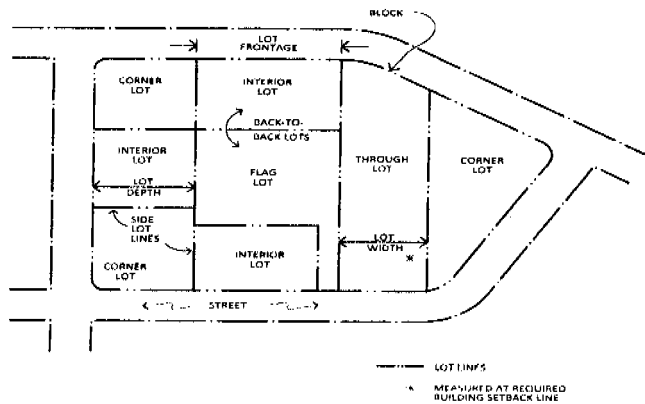 BLOCK
LOT
FRONTAGE
CORNER
LOT
INTERIOR
LOT
BACK-TO-
BACK LOTS
INTERIOR
LOT
LOT
DEPTH
FLAG
LOT
THROUGH
LOT
CORNER
LOT
SIDE
LOT
LINES
CORNER
LOT
INTERIOR
LOT
LOT
WIDTH
*
STREET
LOT LINES
* MEASURED AT REQUIRED
BUILDING SETBACK LINE